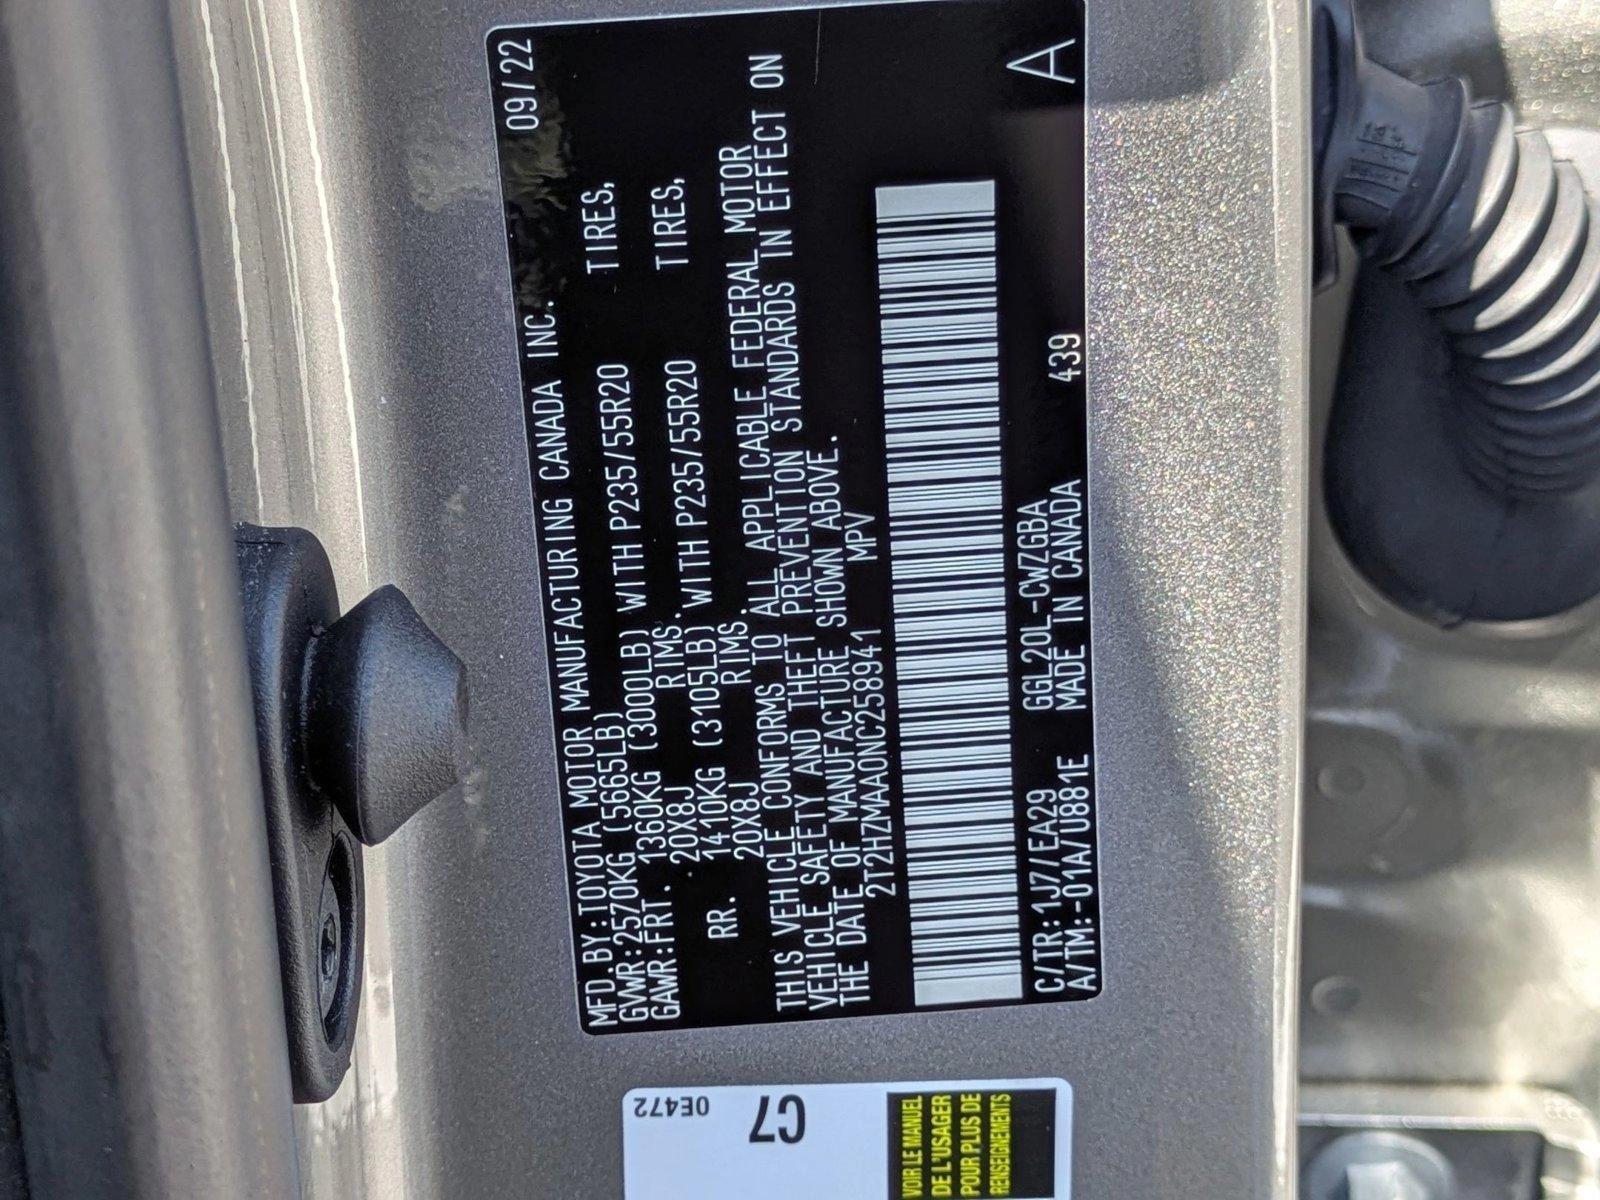 MFD.BY:TOYOTA MOTOR MANUFACTURING CANADA INC. 09/22
GVWR:2570KG (5665LB)
GAWR:FRT. 1360KG (3000LB) WITH P235/55R20 TIRES,
20X8J RIMS.
RR. 1410KG (3105LB) WITH P235/55R20 TIRES,
20X8J RIMS.
THIS VEHICLE CONFORMS TO ALL APPLICABLE FEDERAL MOTOR
VEHICLE SAFETY AND THEFT PREVENTION STANDARDS IN EFFECT ON
THE DATE OF MANUFACTURE SHOWN ABOVE.
2T2HZMAA0NC258941 MPV
C/TR:1J7/EA29 GGL20L-CWZGBA A
A/TM:-01A/U881E MADE IN CANADA 439
0E472
C7
VOIR LE MANUEL
DE L'USAGER
POUR PLUS DE
RENSEIGNEMENTS